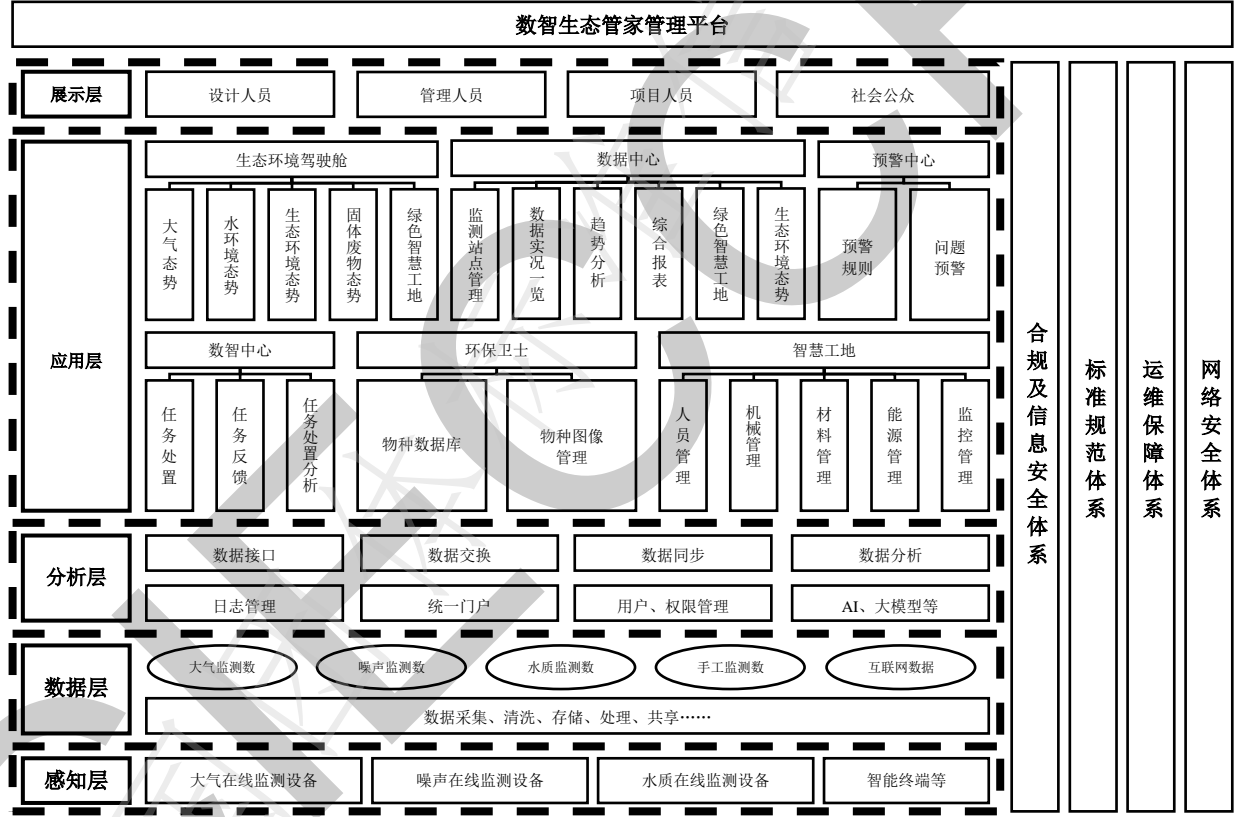 数智生态管家管理平台
展示层
设计人员
管理人员
项目人员
社会公众
应用层
生态环境驾驶舱
大气态势
水环境态势
生态环境态势
固体废物态势
绿色智慧工地
数据中心
监测站点管理
数据实况一览
趋势分析
综合报表
绿色智慧工地
生态环境态势
预警中心
预警
规则
问题
预警
数智中心
任务处置
任务反馈
任务处置分析
环保卫士
物种数据库
物种图像
管理
智慧工地
人员管理
机械管理
材料管理
能源管理
监控管理
分析层
数据接口
数据交换
数据同步
数据分析
日志管理
统一门户
用户、权限管理
AI、大模型等
数据层
大气监测数
噪声监测数
水质监测数
手工监测数
互联网数据
数据采集、清洗、存储、处理、共享……
感知层
大气在线监测设备
噪声在线监测设备
水质在线监测设备
智能终端等
合规及信息安全体系
标准规范体系
运维保障体系
网络安全体系